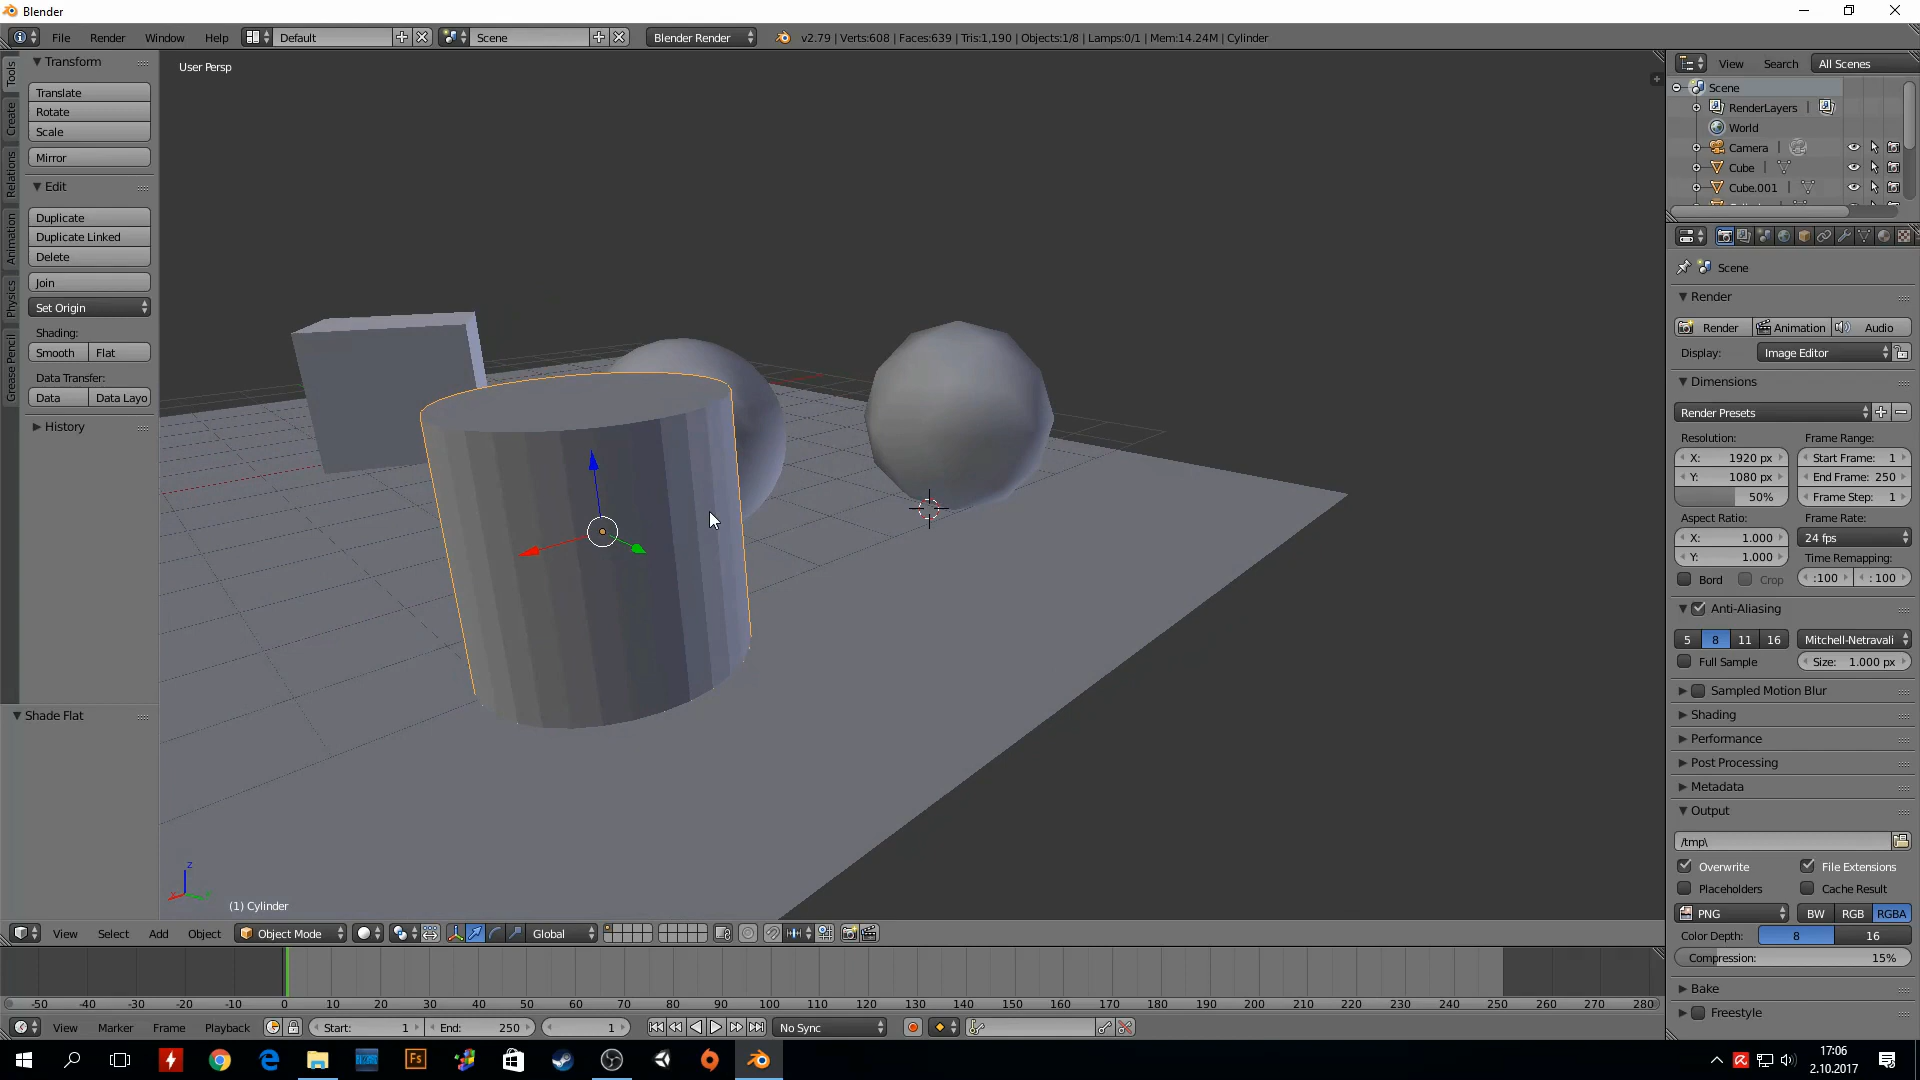 Blender
File Render Window Help Default Scene Blender Render v2.79 | Verts:608 | Faces:639 | Tris:1,190 | Objects:1/8 | Lamps:0/1 | Mem:14.24M | Cylinder
Tools
Create
Relations
Animation
Physics
Grease Pencil
Transform
Translate
Rotate
Scale
Mirror
Edit
Duplicate
Duplicate Linked
Delete
Join
Set Origin
Shading:
Smooth Flat
Data Transfer:
Data Data Layo
History
Shade Flat
User Persp
z
(1) Cylinder
View Select Add Object Object Mode Global
-50 -40 -30 -20 -10 0 10 20 30 40 50 60 70 80 90 100 110 120 130 140 150 160 170 180 190 200 210 220 230 240 250 260 270 280
View Marker Frame Playback Start: 1 End: 250 1 No Sync
View Search All Scenes
Scene
RenderLayers
World
Camera
Cube
Cube.001
Scene
Render
Render Animation Audio
Display: Image Editor
Dimensions
Render Presets
Resolution: Frame Range:
X: 1920 px Start Frame: 1
Y: 1080 px End Frame: 250
50% Frame Step: 1
Aspect Ratio: Frame Rate:
X: 1.000 24 fps
Y: 1.000 Time Remapping:
Bord Crop :100 : 100
Anti-Aliasing
5 8 11 16 Mitchell-Netravali
Full Sample Size: 1.000 px
Sampled Motion Blur
Shading
Performance
Post Processing
Metadata
Output
/tmp\
Overwrite File Extensions
Placeholders Cache Result
PNG BW RGB RGBA
Color Depth: 8 16
Compression: 15%
Bake
Freestyle
Fs
17:06
2.10.2017